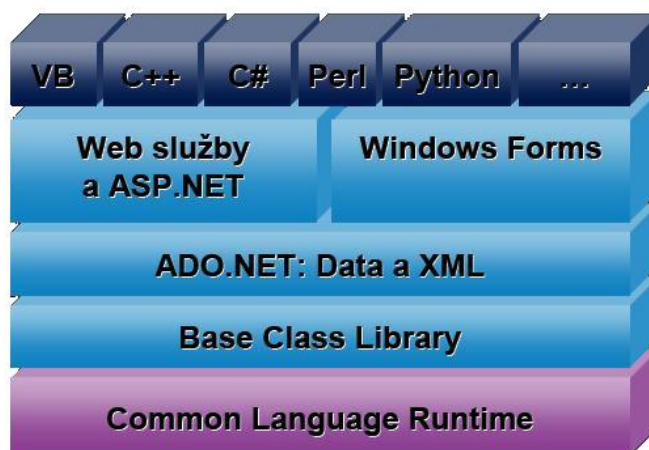 VB C++ C# Perl Python ...
Web služby Windows Forms
a ASP.NET
ADO.NET: Data a XML
Base Class Library
Common Language Runtime